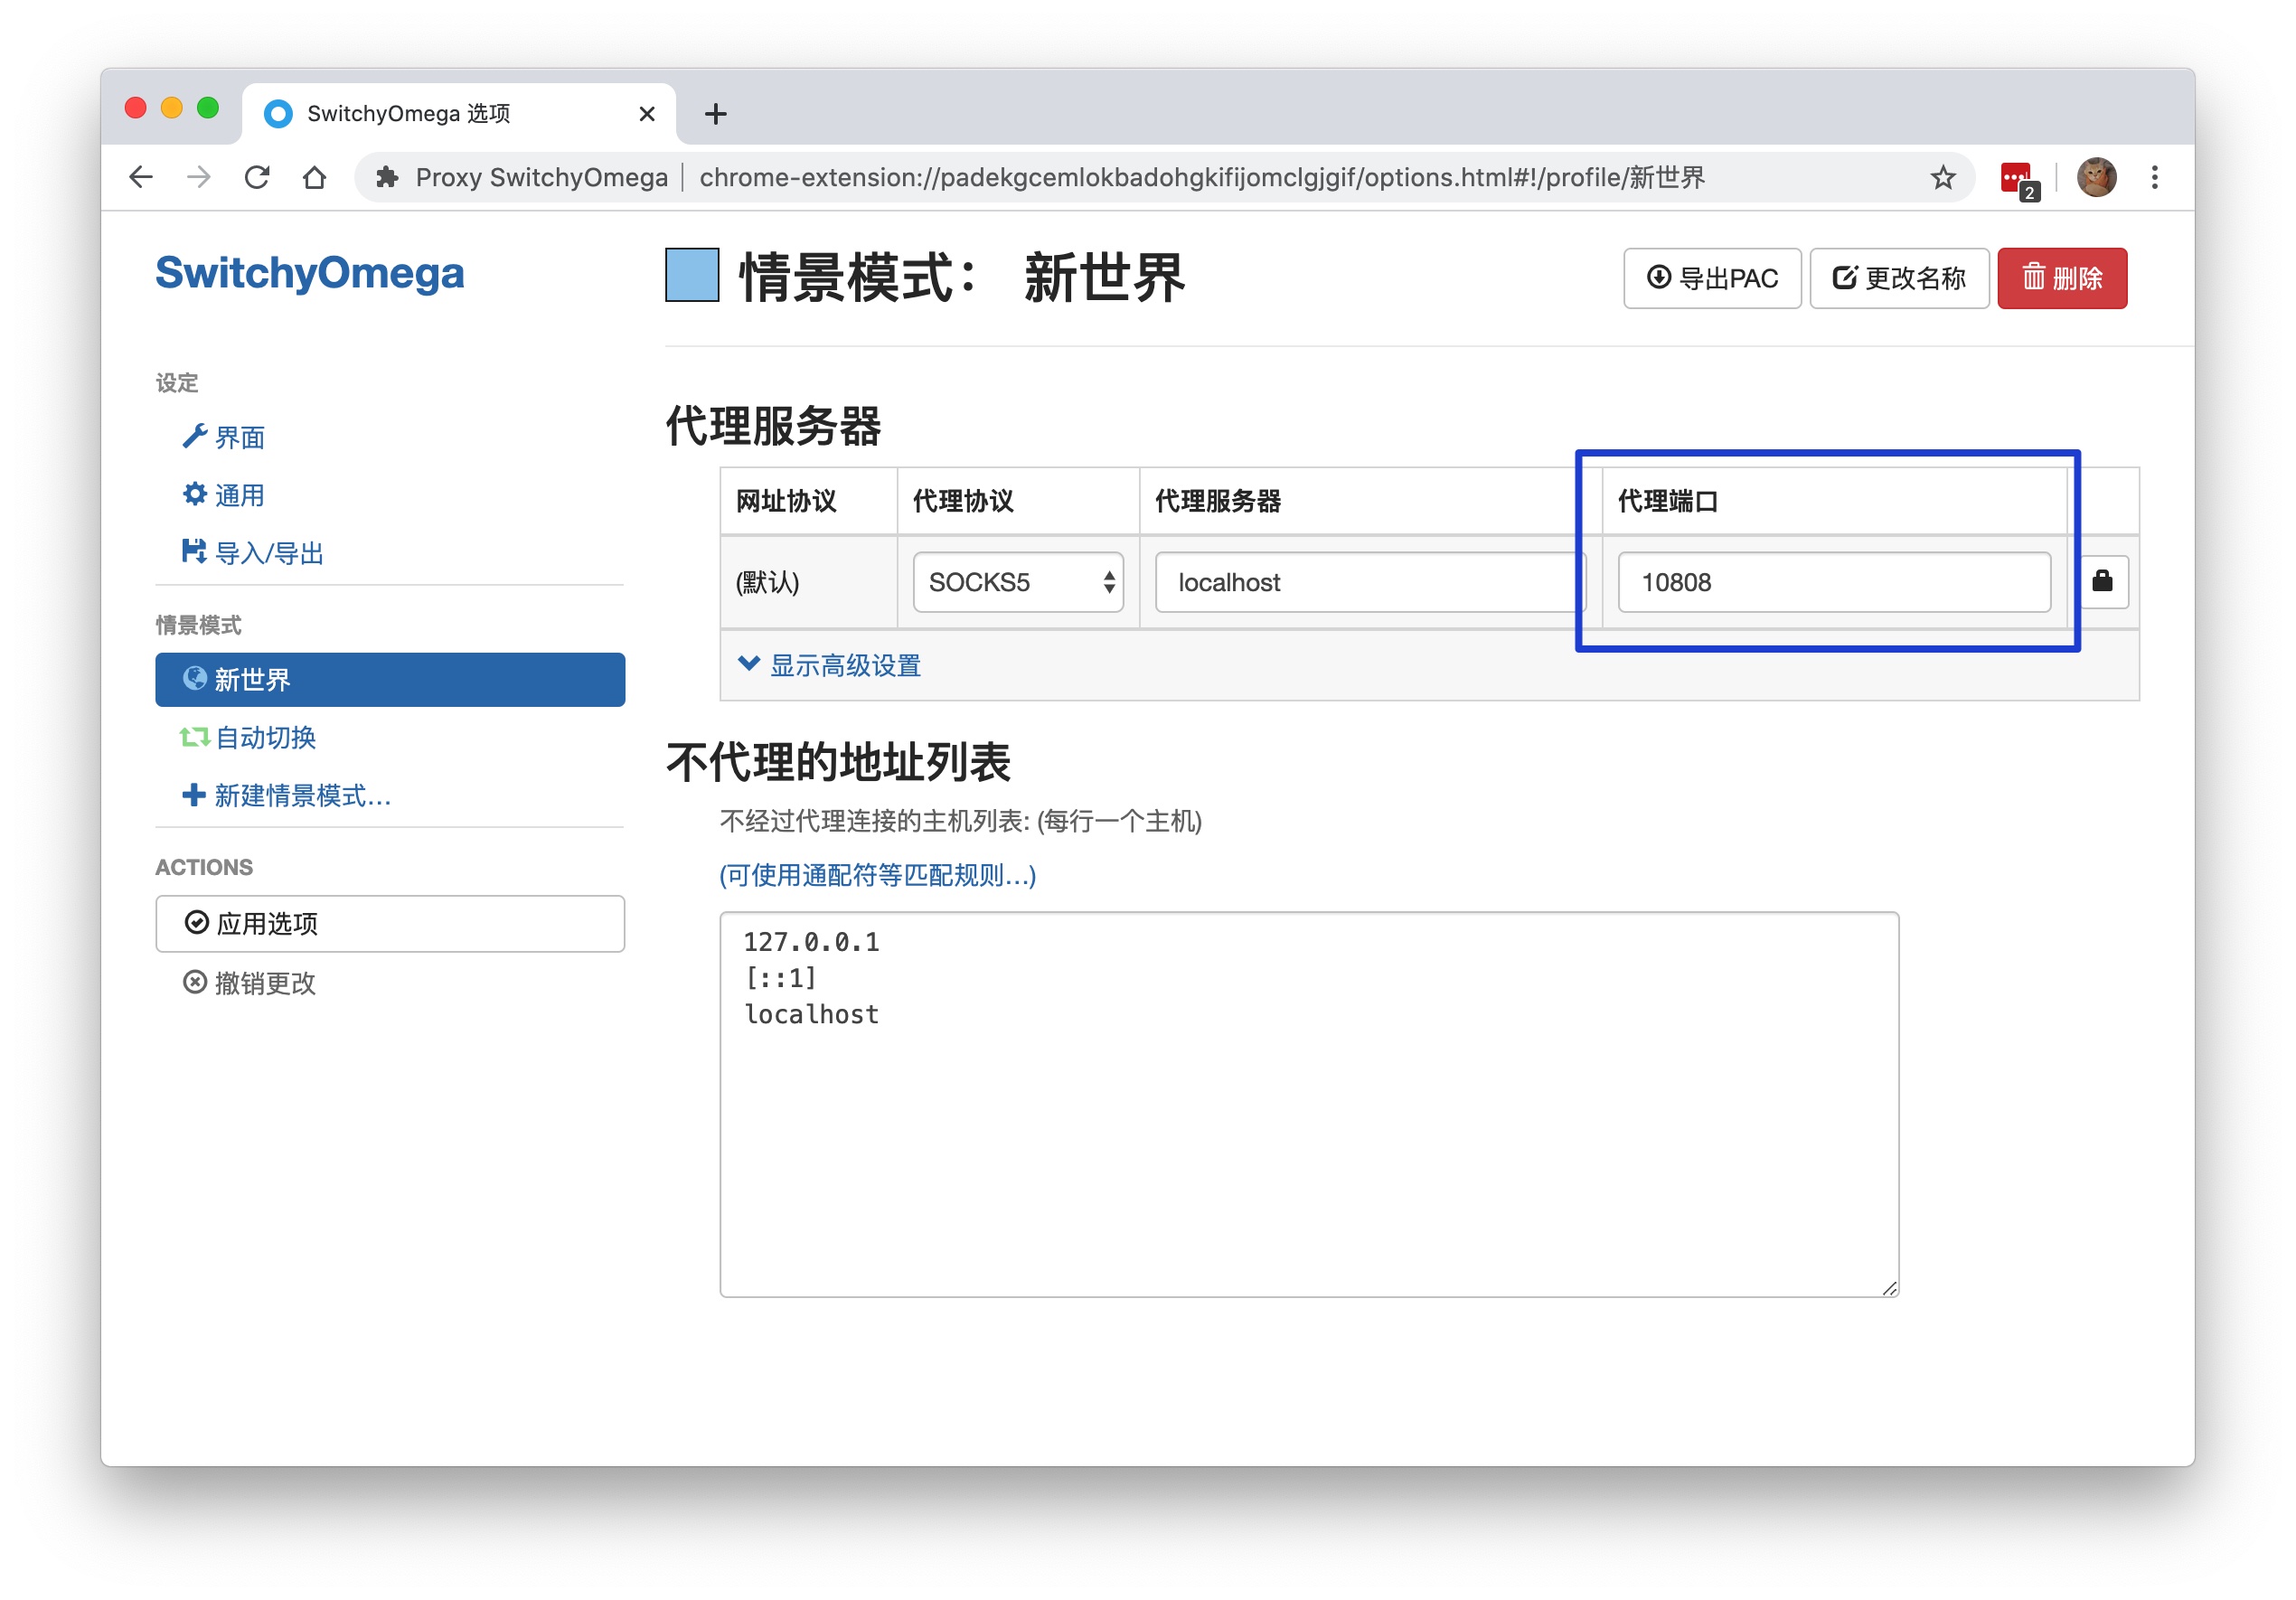 SwitchyOmega 选项
Proxy SwitchyOmega | chrome-extension://padekgcemlokbadohgkifijomclgjgif/options.html#!/profile/新世界
2
SwitchyOmega
设定
界面
通用
导入/导出
情景模式
新世界
自动切换
新建情景模式...
ACTIONS
应用选项
撤销更改
情景模式： 新世界
导出PAC 更改名称 删除
代理服务器
网址协议 代理协议 代理服务器 代理端口
(默认) SOCKS5 localhost 10808
显示高级设置
不代理的地址列表
不经过代理连接的主机列表: (每行一个主机)
(可使用通配符等匹配规则...)
127.0.0.1
[::1]
localhost